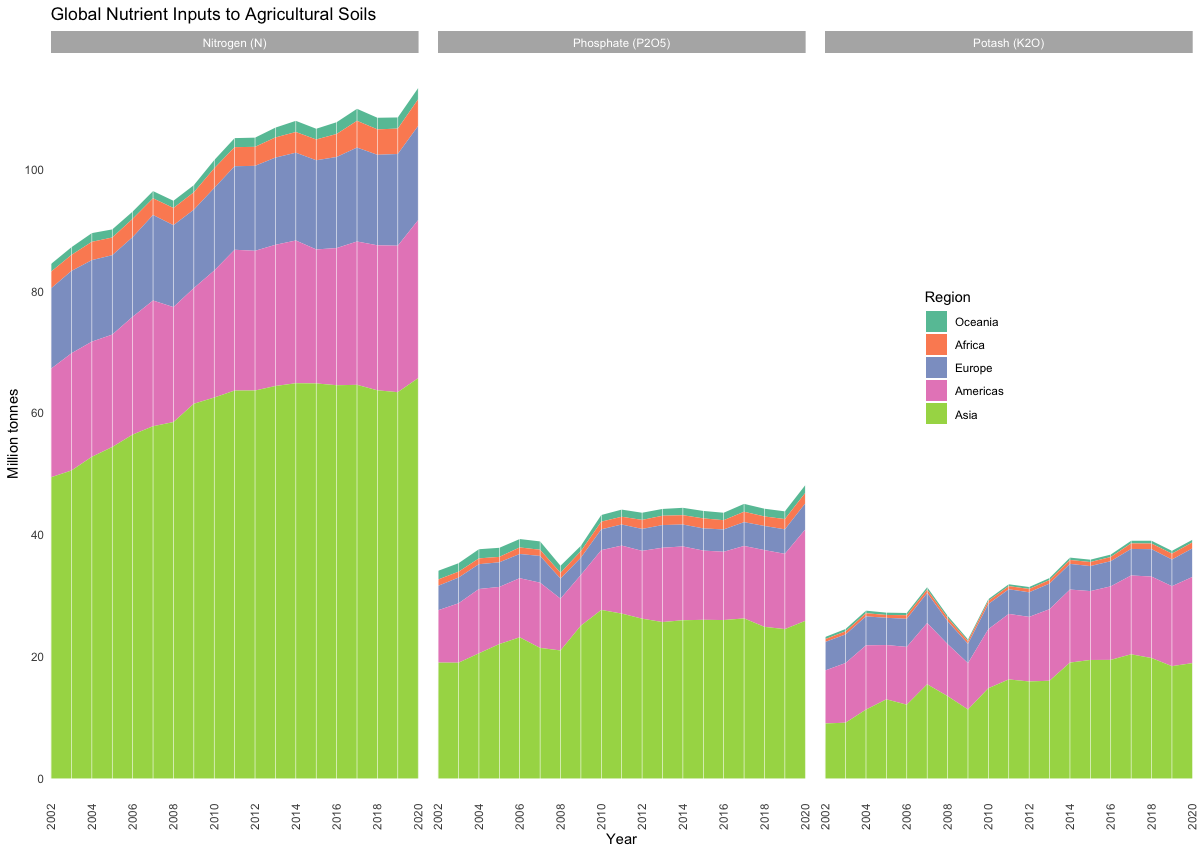 Global Nutrient Inputs to Agricultural Soils
Nitrogen (N)
Phosphate (P2O5)
Potash (K2O)
Million tonnes
100
80
60
40
20
0
Region
Oceania
Africa
Europe
Americas
Asia
2002 2004 2006 2008 2010 2012 2014 2016 2018 2020
2002 2004 2006 2008 2010 2012 2014 2016 2018 2020
2002 2004 2006 2008 2010 2012 2014 2016 2018 2020
Year